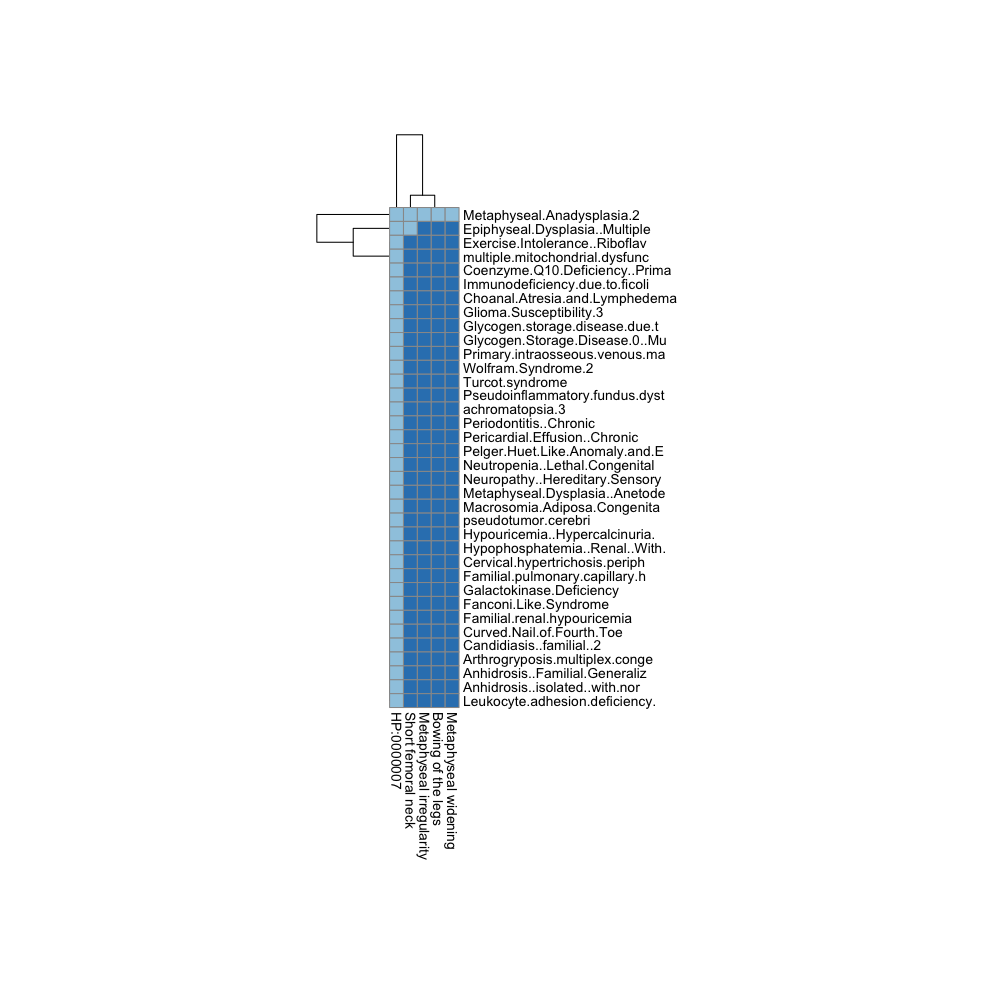 Metaphyseal.Anadysplasia.2
Epiphyseal.Dysplasia..Multiple
Exercise.Intolerance..Riboflav
multiple.mitochondrial.dysfunc
Coenzyme.Q10.Deficiency..Prima
Immunodeficiency.due.to.ficoli
Choanal.Atresia.and.Lymphedema
Glioma.Susceptibility.3
Glycogen.storage.disease.due.t
Glycogen.Storage.Disease.0..Mu
Primary.intraosseous.venous.ma
Wolfram.Syndrome.2
Turcot.syndrome
Pseudoinflammatory.fundus.dyst
achromatopsia.3
Periodontitis..Chronic
Pericardial.Effusion..Chronic
Pelger.Huet.Like.Anomaly.and.E
Neutropenia..Lethal.Congenital
Neuropathy..Hereditary.Sensory
Metaphyseal.Dysplasia..Anetode
Macrosomia.Adiposa.Congenita
pseudotumor.cerebri
Hypouricemia..Hypercalcinuria.
Hypophosphatemia..Renal..With.
Cervical.hypertrichosis.periph
Familial.pulmonary.capillary.h
Galactokinase.Deficiency
Fanconi.Like.Syndrome
Familial.renal.hypouricemia
Curved.Nail.of.Fourth.Toe
Candidiasis..familial..2
Arthrogryposis.multiplex.conge
Anhidrosis..Familial.Generaliz
Anhidrosis..isolated..with.nor
Leukocyte.adhesion.deficiency.
HP:0000007
Short femoral neck
Metaphyseal irregularity
Bowing of the legs
Metaphyseal widening